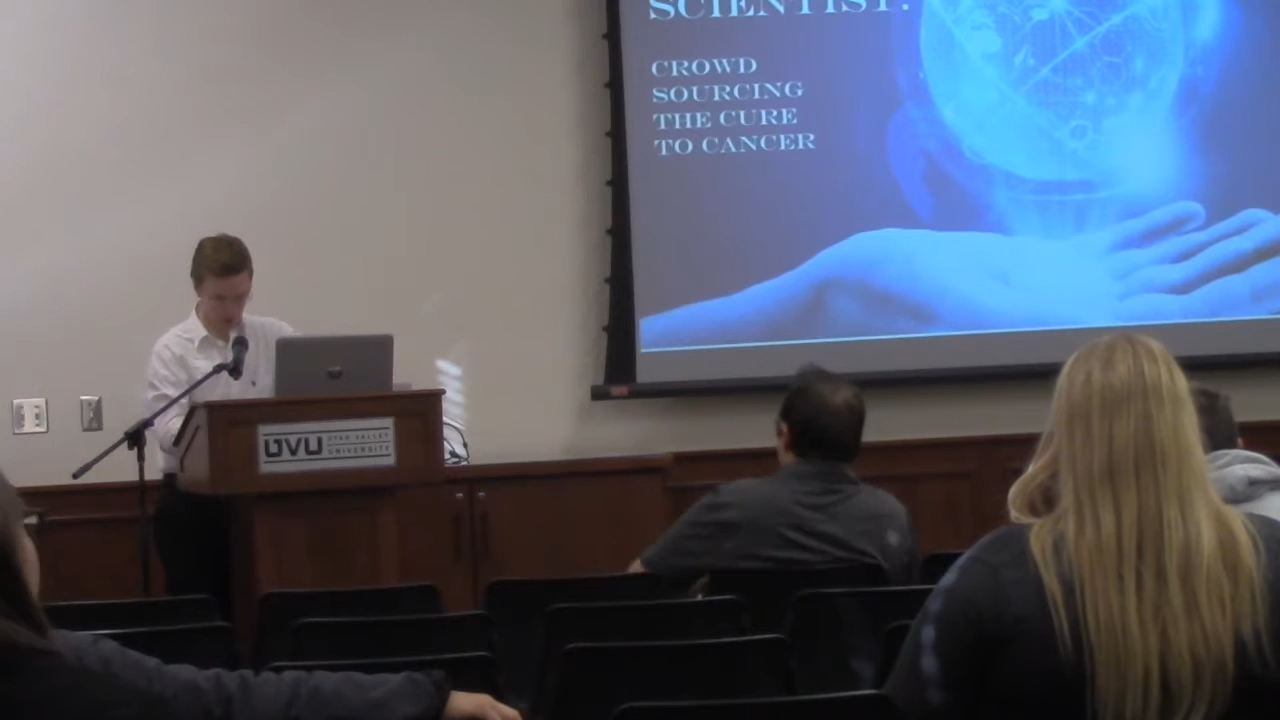 SCIENTIST:
CROWD
SOURCING
THE CURE
TO CANCER
UVU UTAH VALLEY
UNIVERSITY